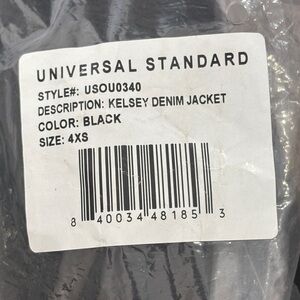 UNIVERSAL STANDARD
STYLE#: USOU0340
DESCRIPTION: KELSEY DENIM JACKET
COLOR: BLACK
SIZE: 4XS
8 40034 48185 3